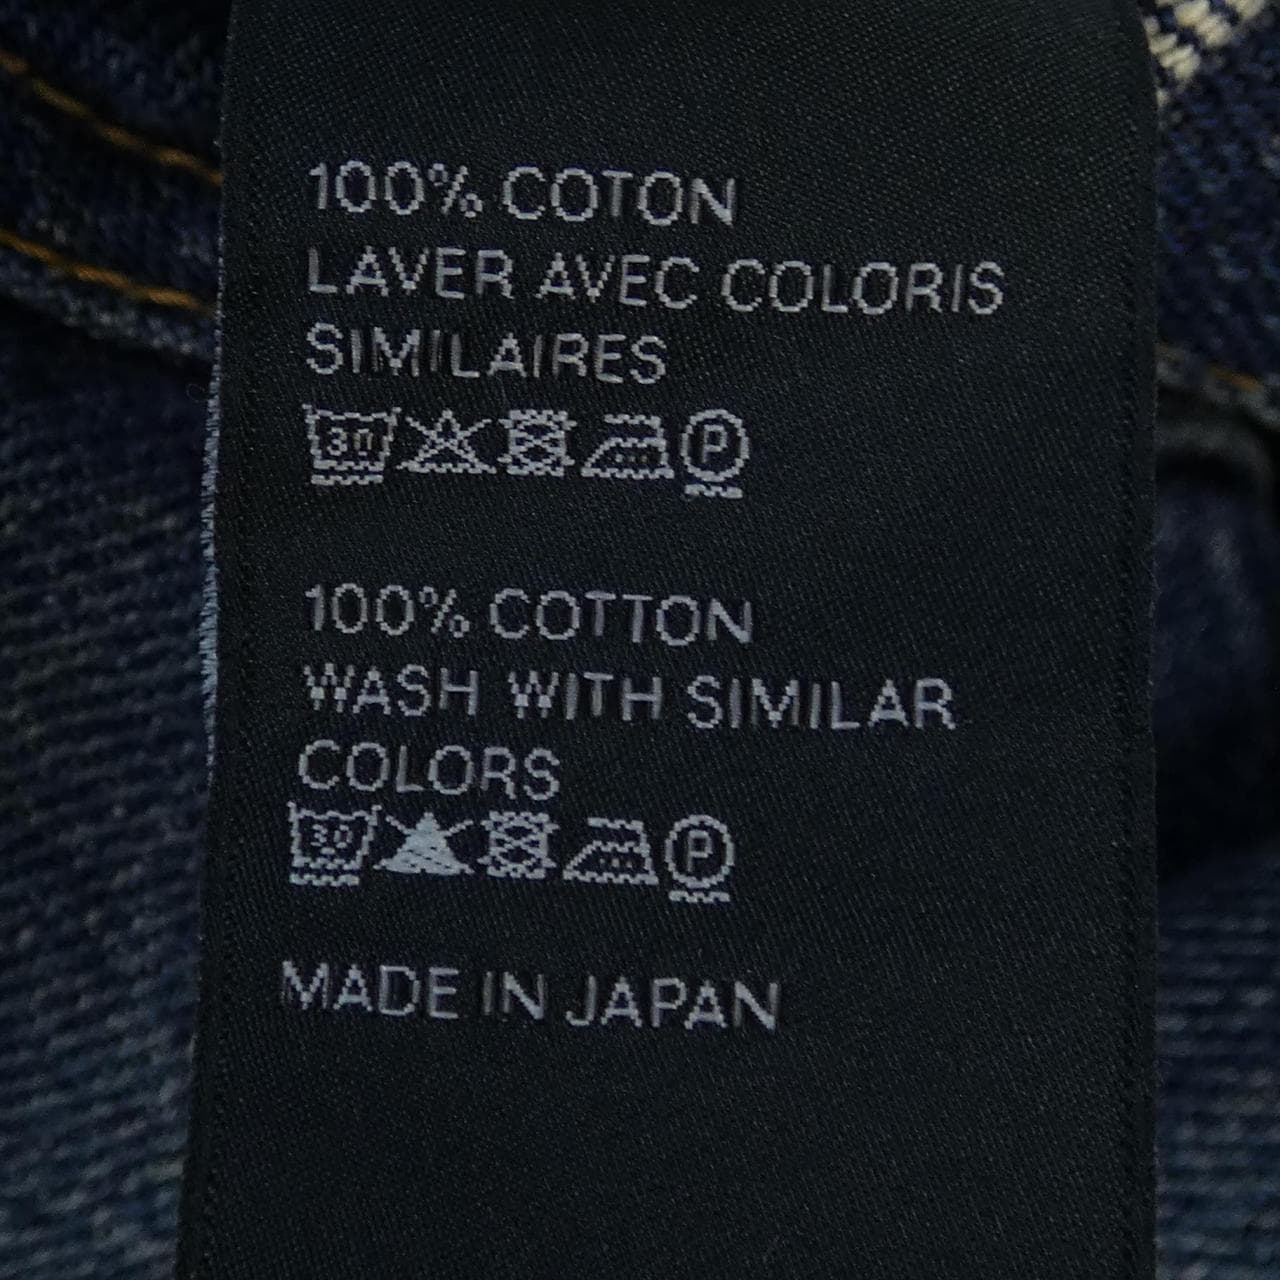 100% COTON
LAVER AVEC COLORIS
SIMILAIRES
30 P
100% COTTON
WASH WITH SIMILAR
COLORS
30 P
MADE IN JAPAN